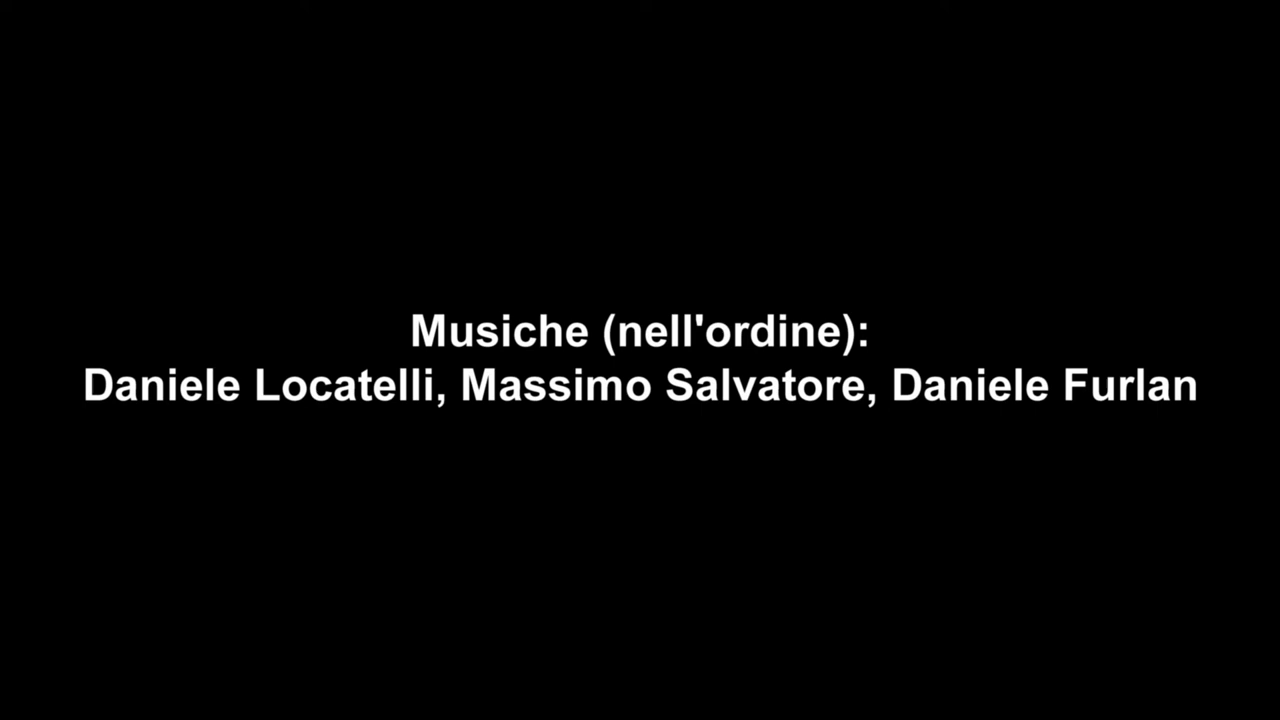 Musiche (nell'ordine):
Daniele Locatelli, Massimo Salvatore, Daniele Furlan